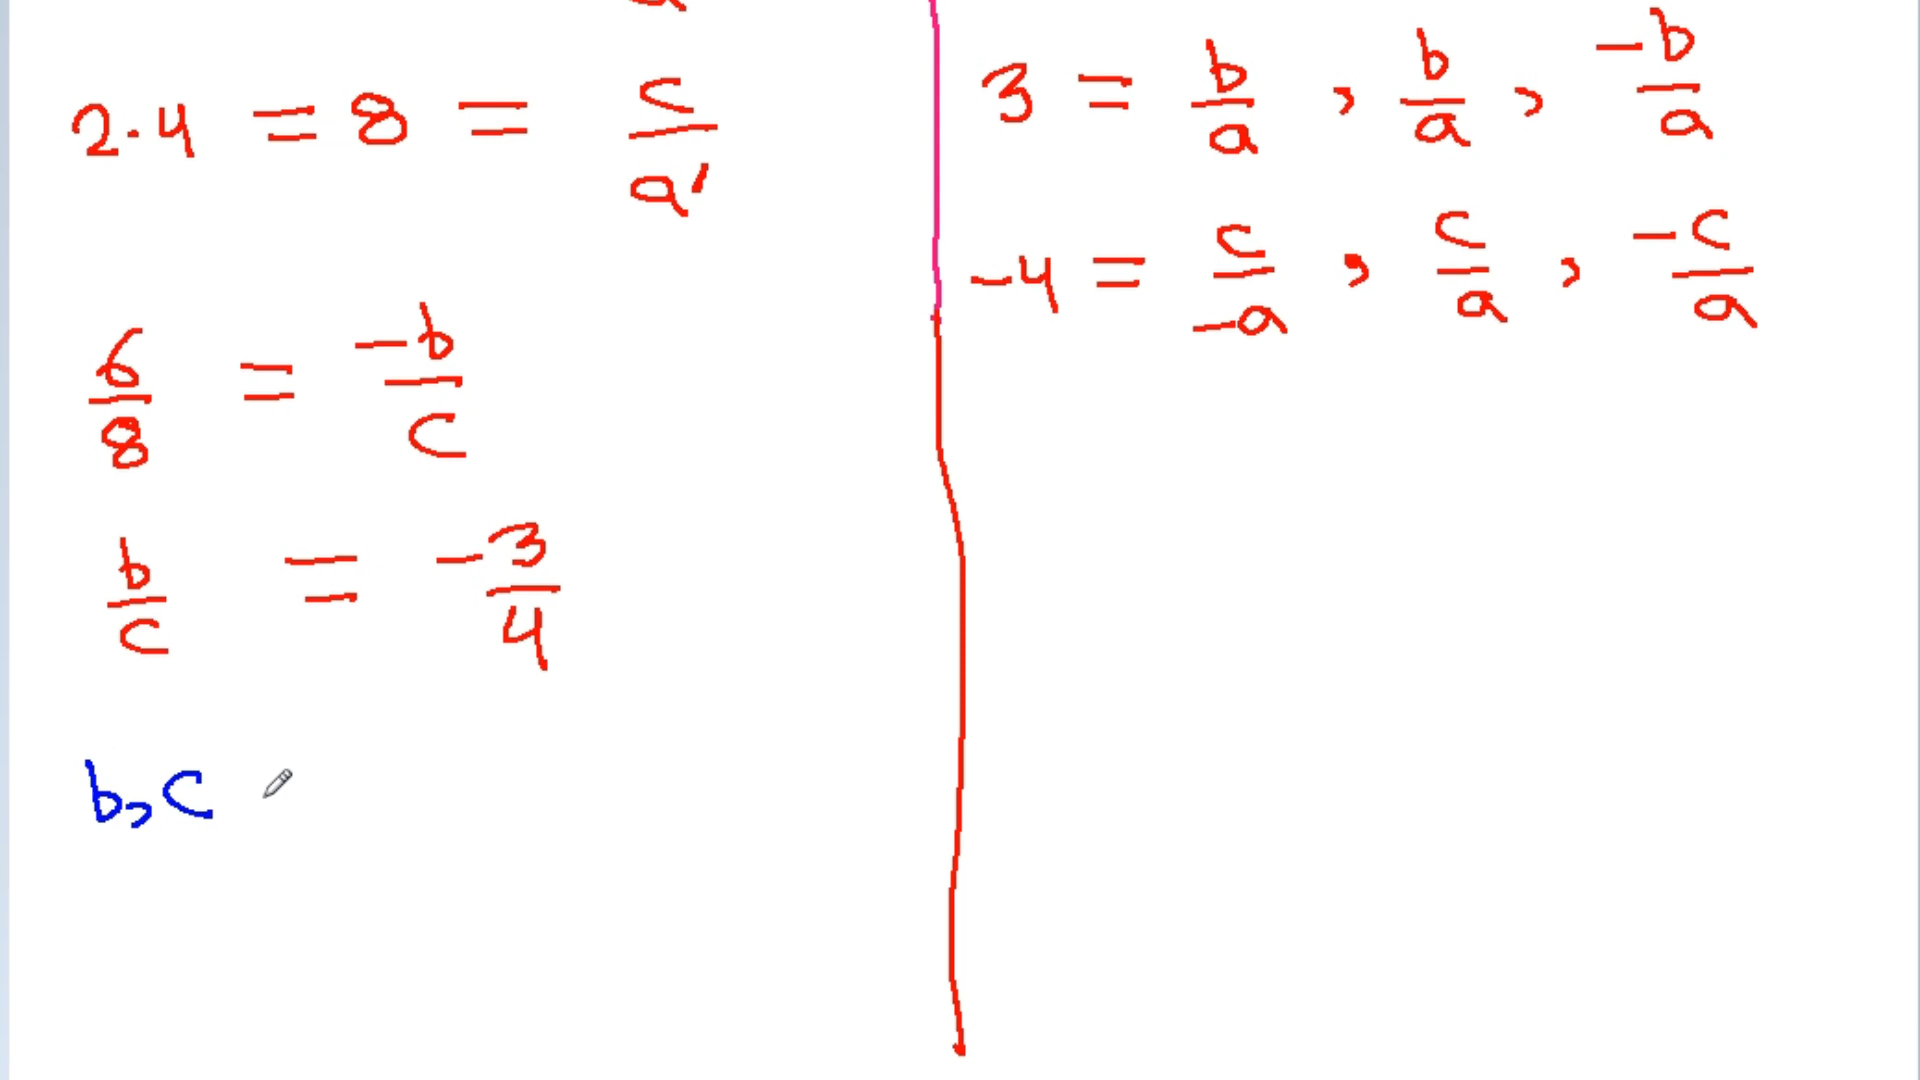 2.4 = 8 = c/a'
6/8 = -b/c
b/c = -3/4
b, c
3 = b/a, b/a, -b/a
-4 = c/-a, c/a, -c/a